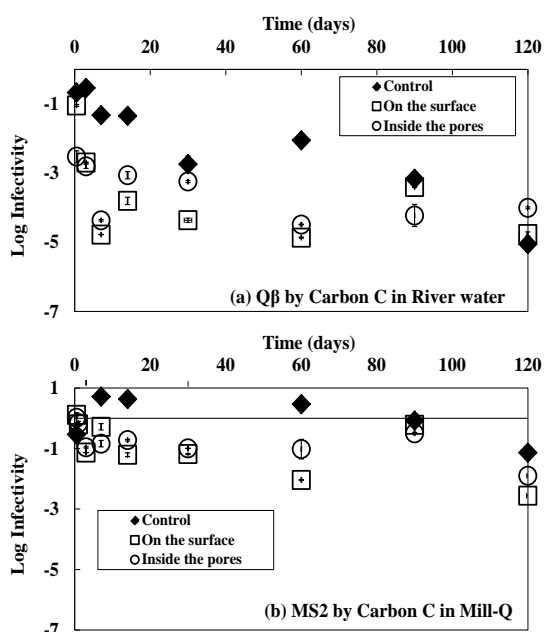 Time (days)
0 20 40 60 80 100 120
-1
-3
-5
-7
Log Infectivity
Control
On the surface
Inside the pores
(a) Qβ by Carbon C in River water
Time (days)
0 20 40 60 80 100 120
1
-1
-3
-5
-7
Log Infectivity
Control
On the surface
Inside the pores
(b) MS2 by Carbon C in Mill-Q